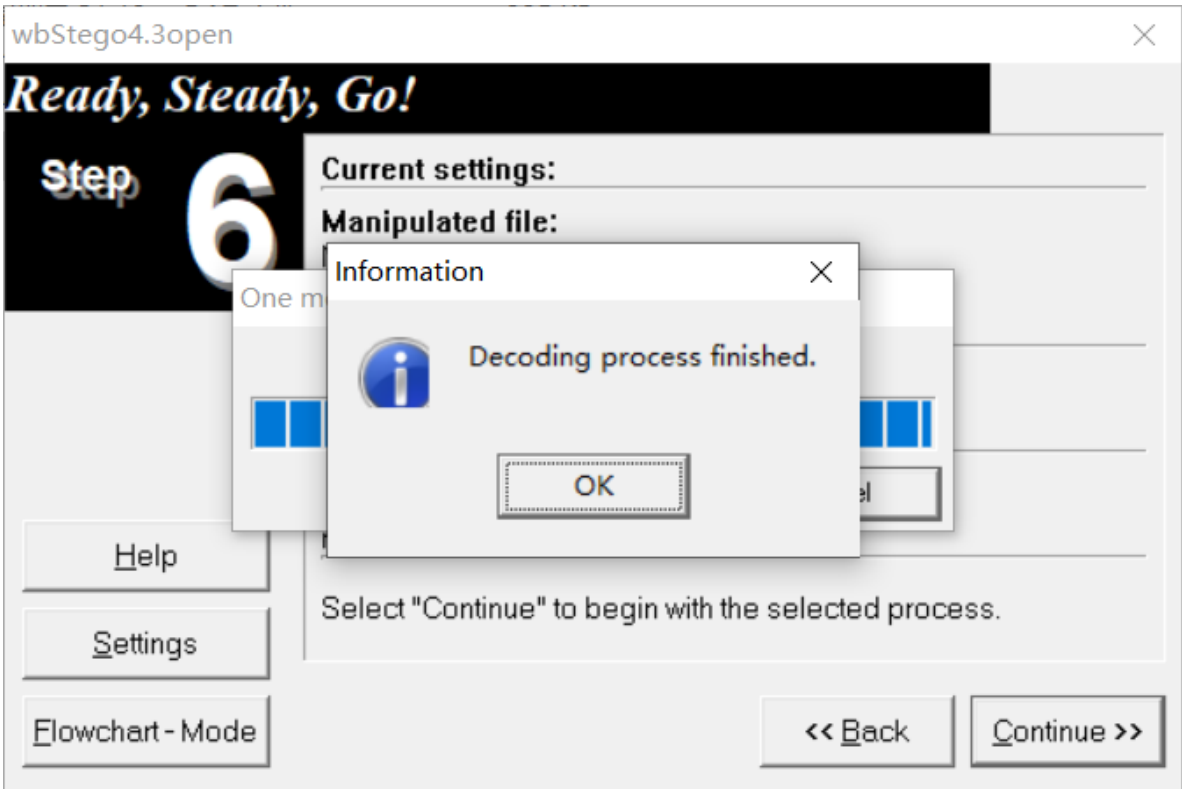 wbStego4.3open
Ready, Steady, Go!
Step 6
Current settings:
Manipulated file:
Information
One m
Decoding process finished.
OK
Help
Select "Continue" to begin with the selected process.
Settings
Flowchart - Mode
<< Back
Continue >>